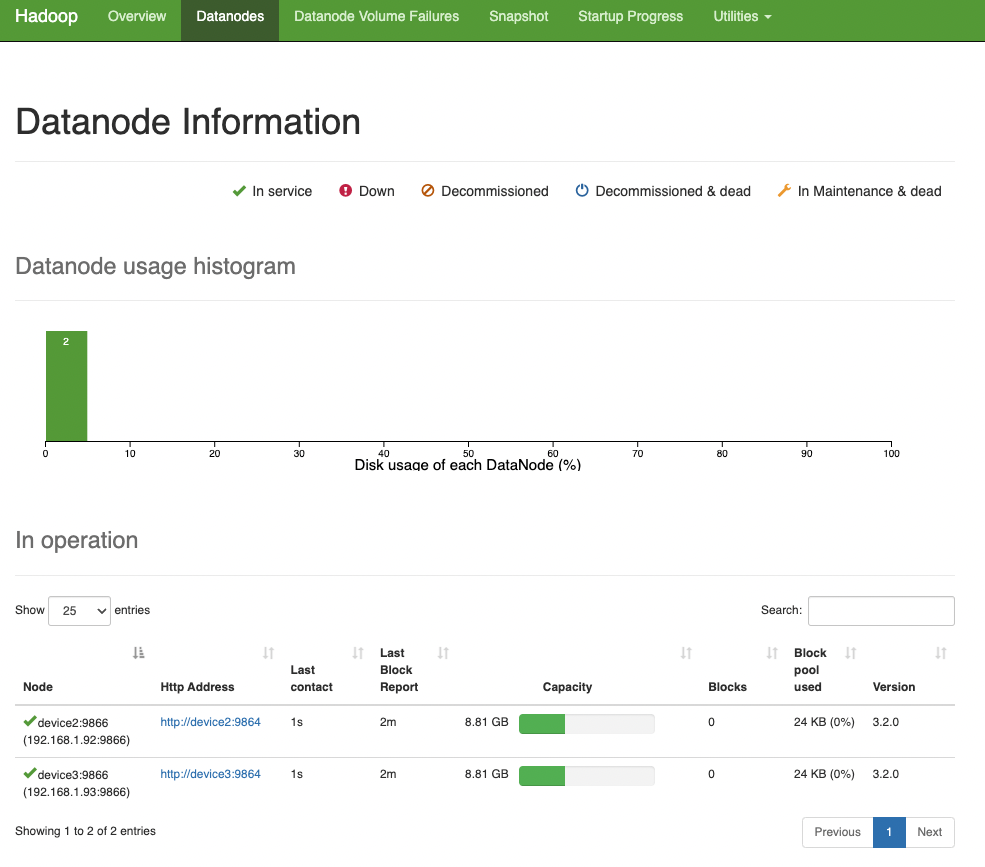 Hadoop Overview Datanodes Datanode Volume Failures Snapshot Startup Progress Utilities
Datanode Information
In service Down Decommissioned Decommissioned & dead In Maintenance & dead
Datanode usage histogram
2
0 10 20 30 40 50 60 70 80 90 100
Disk usage of each DataNode (%)
In operation
Show 25 entries Search:
Node Http Address Last contact Last Block Report Capacity Blocks Block pool used Version
device2:9866 http://device2:9864 1s 2m 8.81 GB 0 24 KB (0%) 3.2.0
(192.168.1.92:9866)
device3:9866 http://device3:9864 1s 2m 8.81 GB 0 24 KB (0%) 3.2.0
(192.168.1.93:9866)
Showing 1 to 2 of 2 entries Previous 1 Next